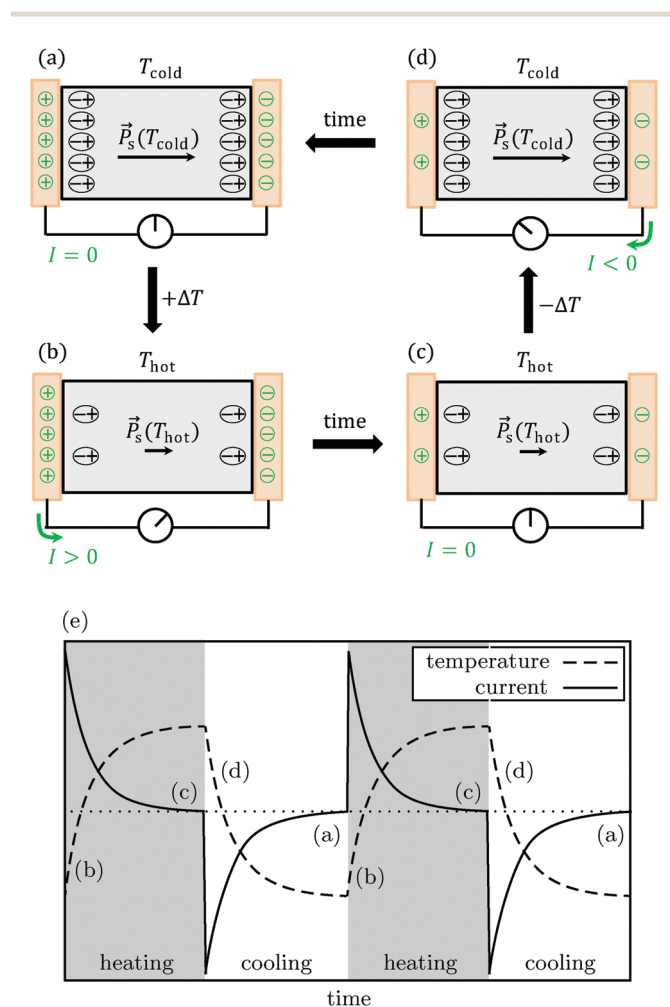 (a)
T_cold
P⃗_s(T_cold)
I = 0
time
(d)
T_cold
P⃗_s(T_cold)
I < 0
+ΔT
−ΔT
(b)
T_hot
P⃗_s(T_hot)
I > 0
time
(c)
T_hot
P⃗_s(T_hot)
I = 0
(e)
temperature
current
(d)
(d)
(c)
(c)
(a)
(a)
(b)
(b)
heating
cooling
heating
cooling
time